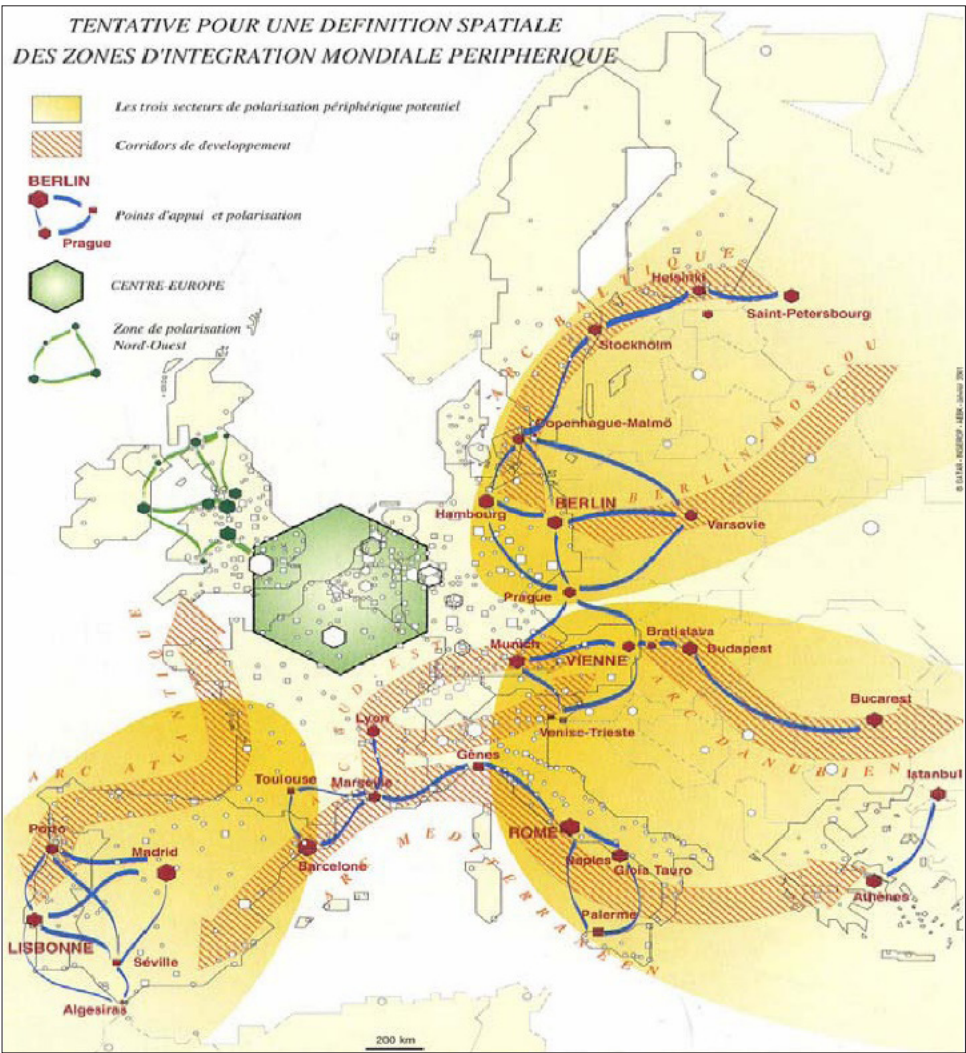 TENTATIVE POUR UNE DEFINITION SPATIALE
DES ZONES D'INTEGRATION MONDIALE PERIPHERIQUE
Les trois secteurs de polarisation périphérique potentiel
Corridors de developpement
BERLIN
Prague
Points d'appui et polarisation
CENTRE-EUROPE
Zone de polarisation
Nord-Ouest
ARC BALTIQUE
Helsinki
Saint-Petersbourg
Stockholm
BERLIN-MOSCOU
Copenhague-Malmö
Hambourg
BERLIN
Varsovie
Prague
Bratislava
Munich
VIENNE
Budapest
Bucarest
ARC DANUBIEN
Venise-Trieste
Lyon
Gènes
Istanbul
ARC ATLANTIQUE
Toulouse
Marseille
Porto
Madrid
Barcelone
ROME
Naples
Gioia Tauro
Athènes
ARC MEDITERRANEEN
Palerme
LISBONNE
Séville
Algesiras
200 km